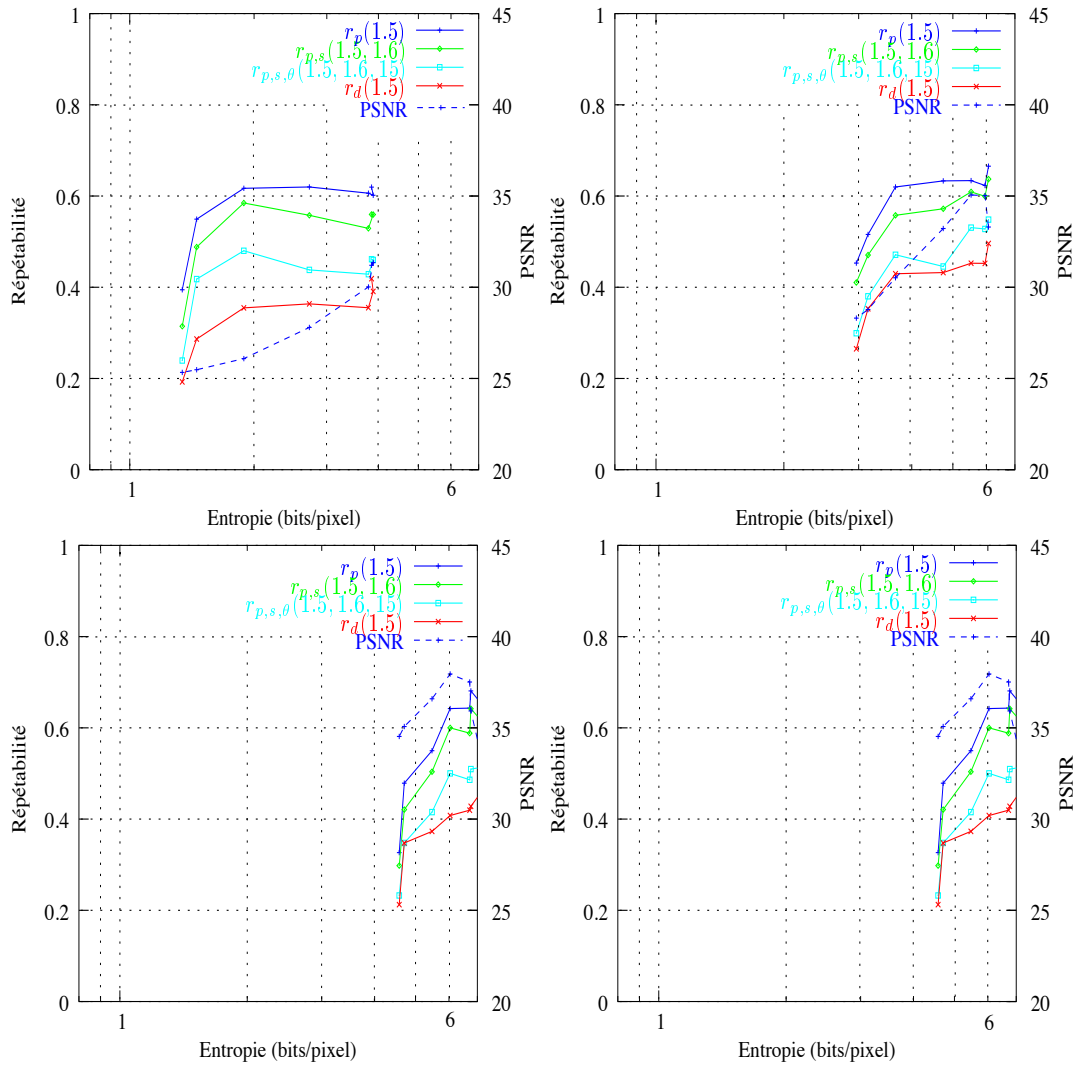 1
0.8
0.6
0.4
0.2
0
45
40
35
30
25
20
1
6
Répétabilité
PSNR
Entropie (bits/pixel)
r_p(1.5)
r_{p,s}(1.5, 1.6)
r_{p,s,θ}(1.5, 1.6, 15)
r_d(1.5)
PSNR
1
0.8
0.6
0.4
0.2
0
45
40
35
30
25
20
1
6
Répétabilité
PSNR
Entropie (bits/pixel)
r_p(1.5)
r_{p,s}(1.5, 1.6)
r_{p,s,θ}(1.5, 1.6, 15)
r_d(1.5)
PSNR
1
0.8
0.6
0.4
0.2
0
45
40
35
30
25
20
1
6
Répétabilité
PSNR
Entropie (bits/pixel)
r_p(1.5)
r_{p,s}(1.5, 1.6)
r_{p,s,θ}(1.5, 1.6, 15)
r_d(1.5)
PSNR
1
0.8
0.6
0.4
0.2
0
45
40
35
30
25
20
1
6
Répétabilité
PSNR
Entropie (bits/pixel)
r_p(1.5)
r_{p,s}(1.5, 1.6)
r_{p,s,θ}(1.5, 1.6, 15)
r_d(1.5)
PSNR